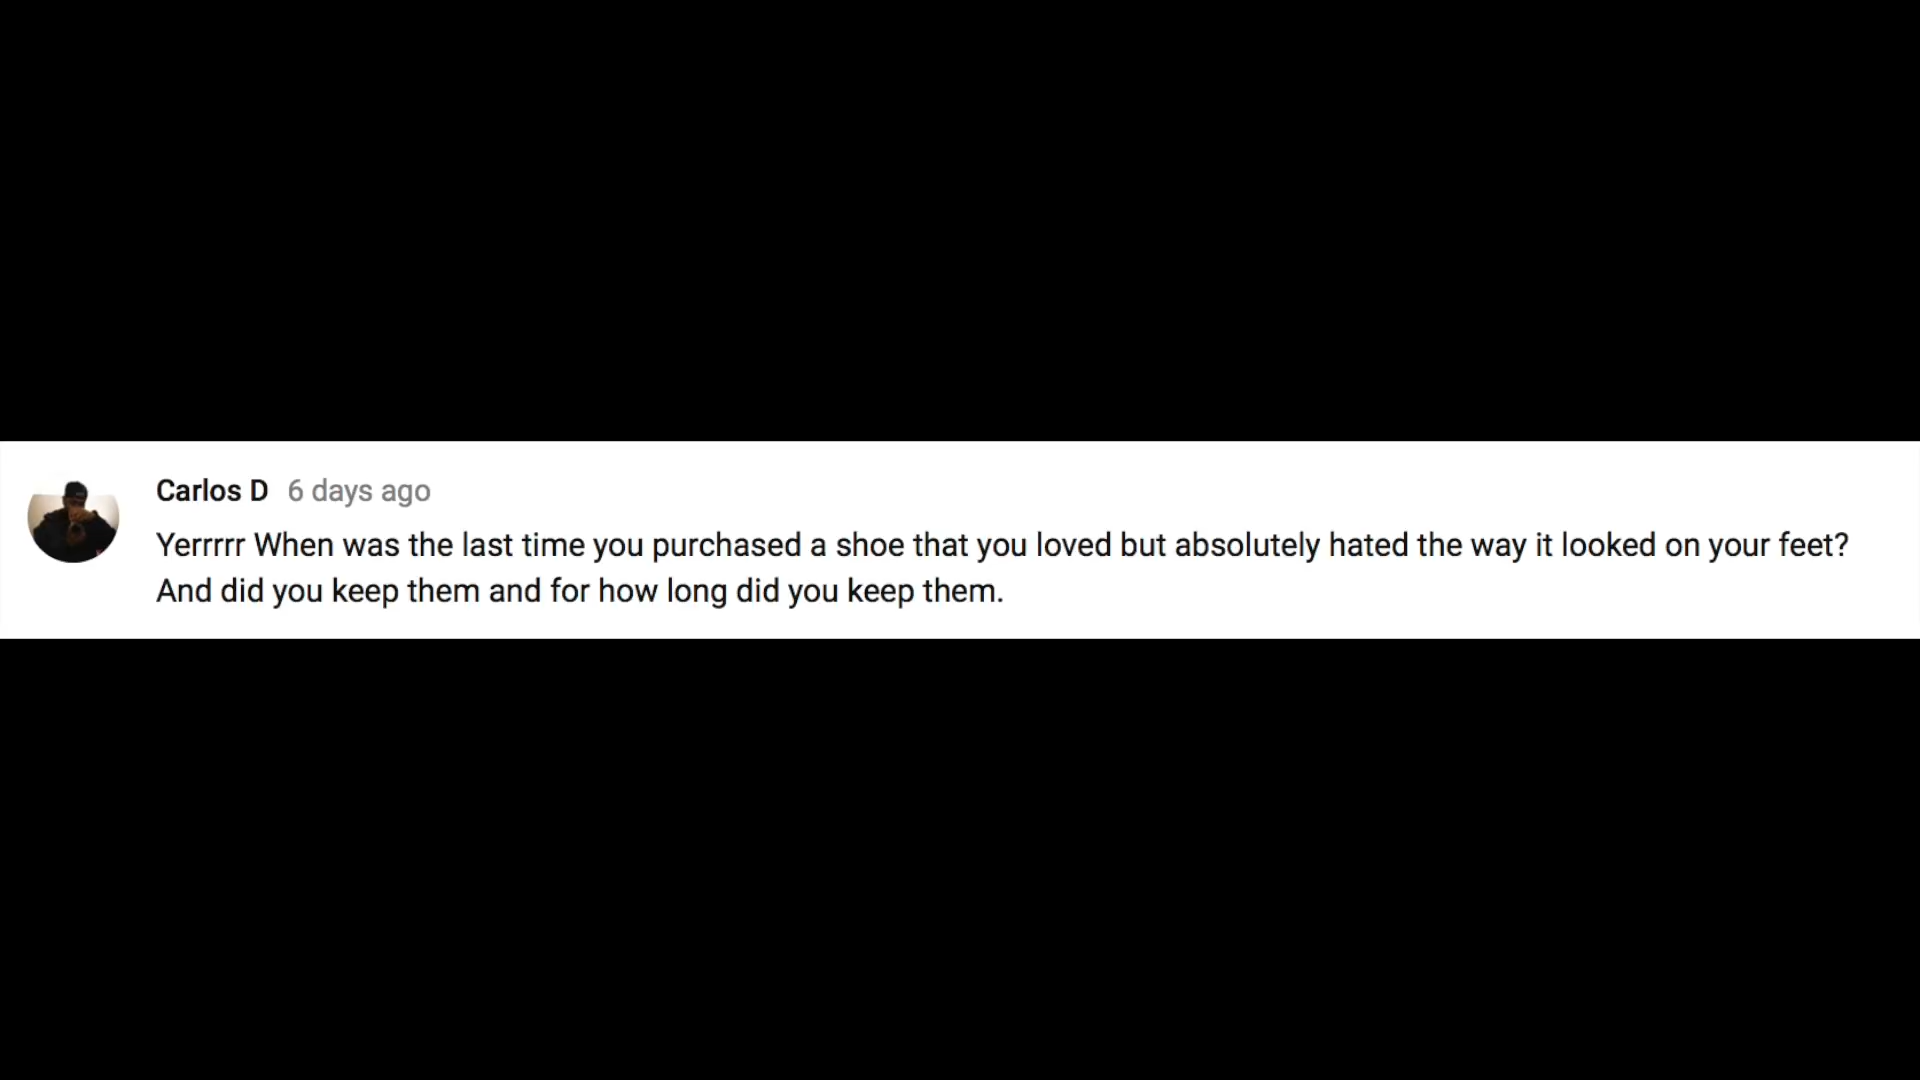 Carlos D 6 days ago
Yerrrrr When was the last time you purchased a shoe that you loved but absolutely hated the way it looked on your feet?
And did you keep them and for how long did you keep them.